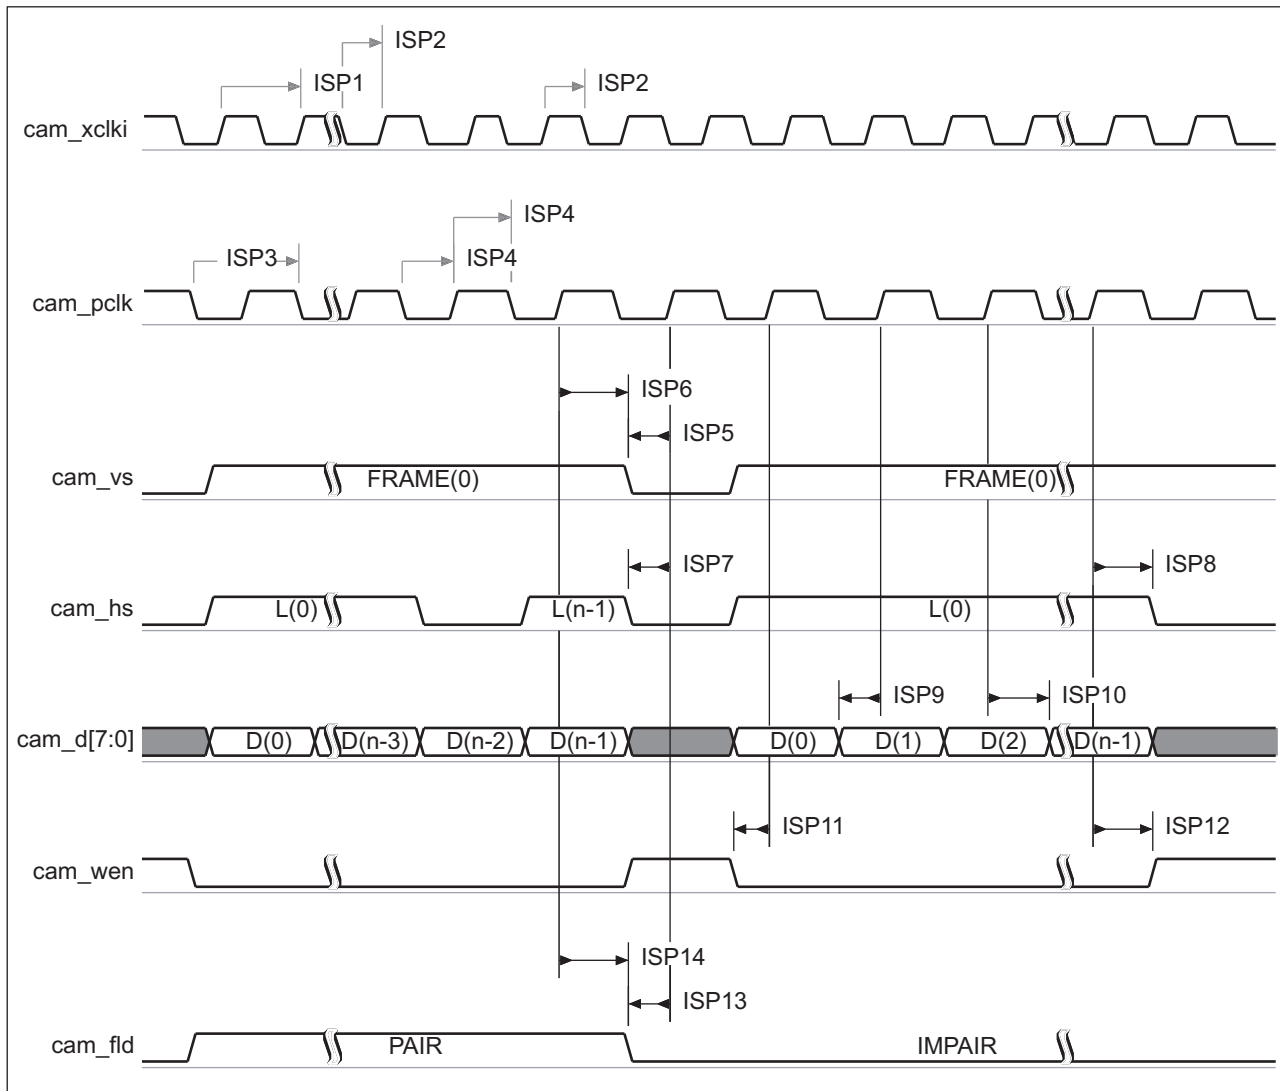 ISP2
ISP1 ISP2
cam_xclki
ISP4
ISP3 ISP4
cam_pclk
ISP6
ISP5
cam_vs FRAME(0) FRAME(0)
ISP7 ISP8
cam_hs L(0) L(n-1) L(0)
ISP9 ISP10
cam_d[7:0] D(0) D(n-3) D(n-2) D(n-1) D(0) D(1) D(2) D(n-1)
ISP11 ISP12
cam_wen
ISP14
ISP13
cam_fld PAIR IMPAIR